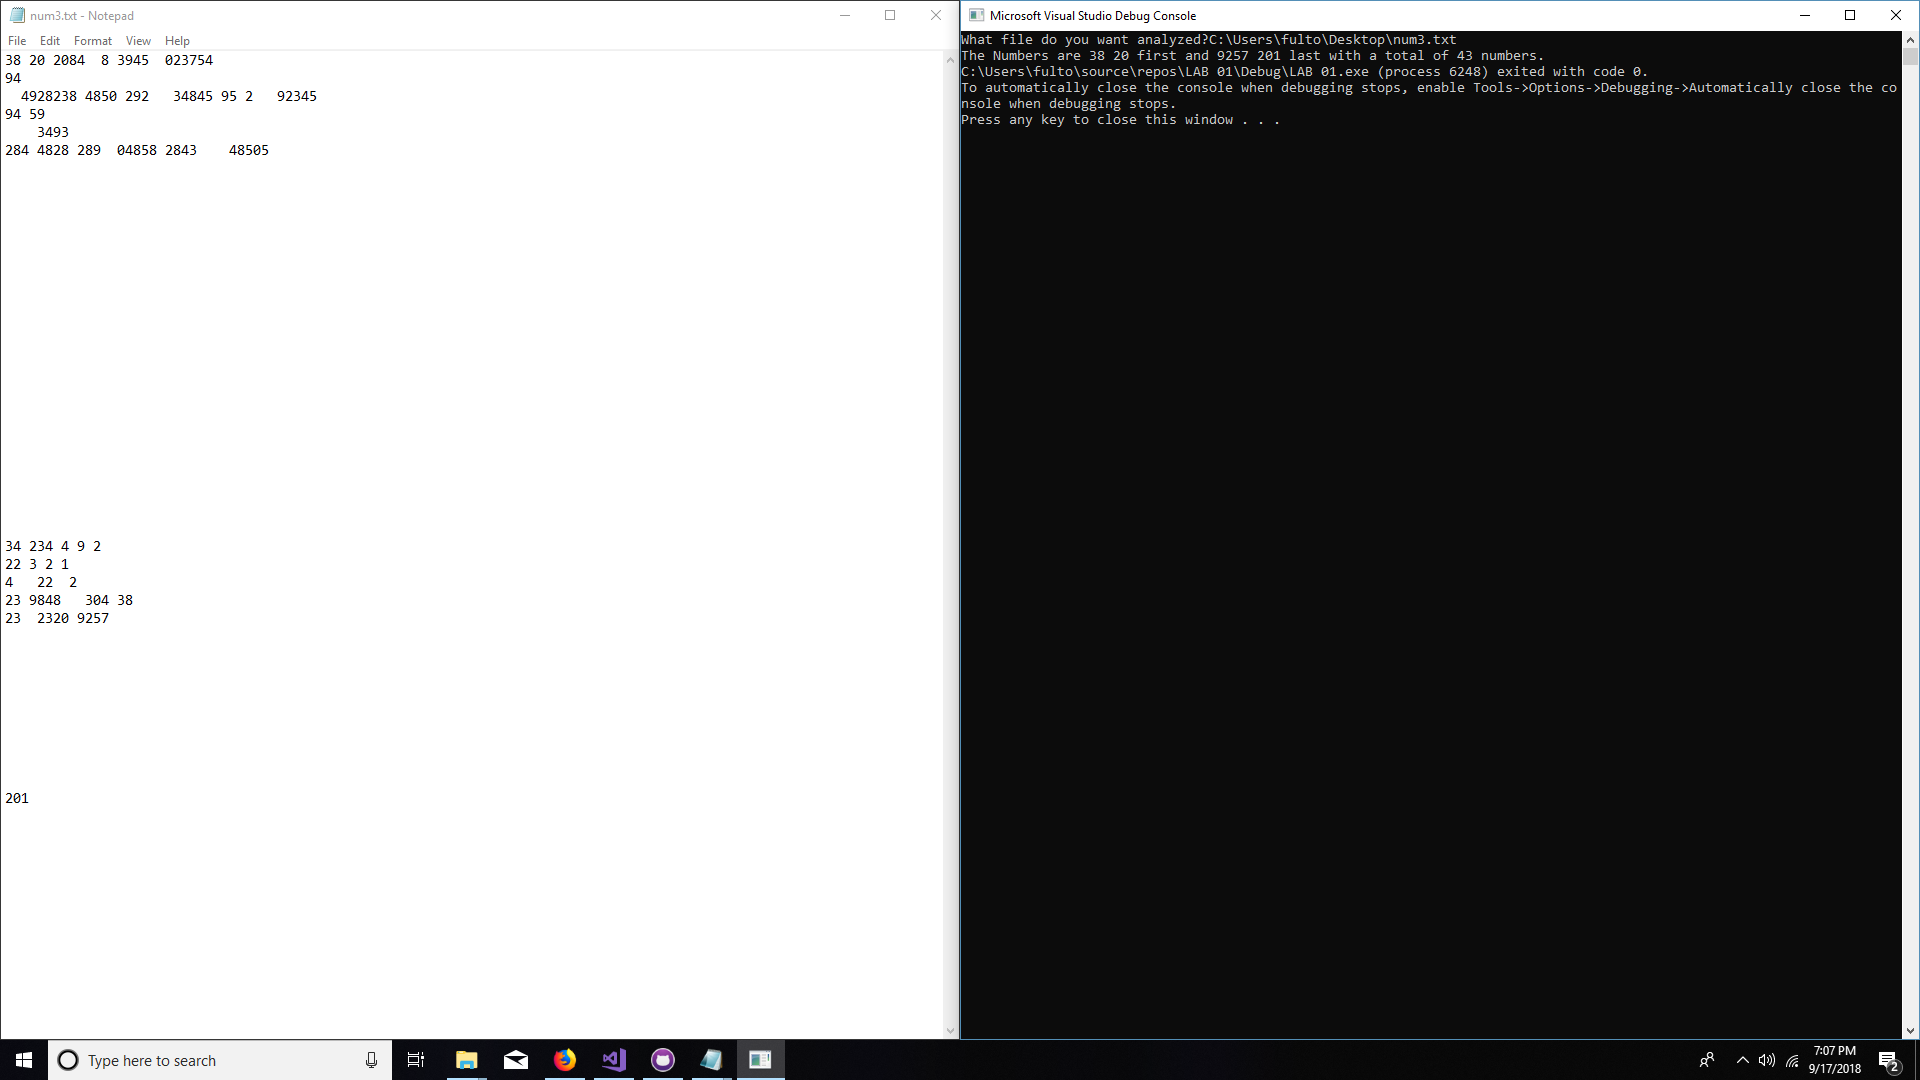 num3.txt - Notepad
File Edit Format View Help
38 20 2084  8 3945  023754
94
  4928238 4850 292   34845 95 2   92345
94 59
    3493
284 4828 289  04858 2843    48505
34 234 4 9 2
22 3 2 1
4   22  2
23 9848   304 38
23  2320 9257
201
Microsoft Visual Studio Debug Console
What file do you want analyzed?C:\Users\fulto\Desktop\num3.txt
The Numbers are 38 20 first and 9257 201 last with a total of 43 numbers.
C:\Users\fulto\source\repos\LAB 01\Debug\LAB 01.exe (process 6248) exited with code 0.
To automatically close the console when debugging stops, enable Tools->Options->Debugging->Automatically close the co
nsole when debugging stops.
Press any key to close this window . . .
Type here to search
7:07 PM
9/17/2018
2